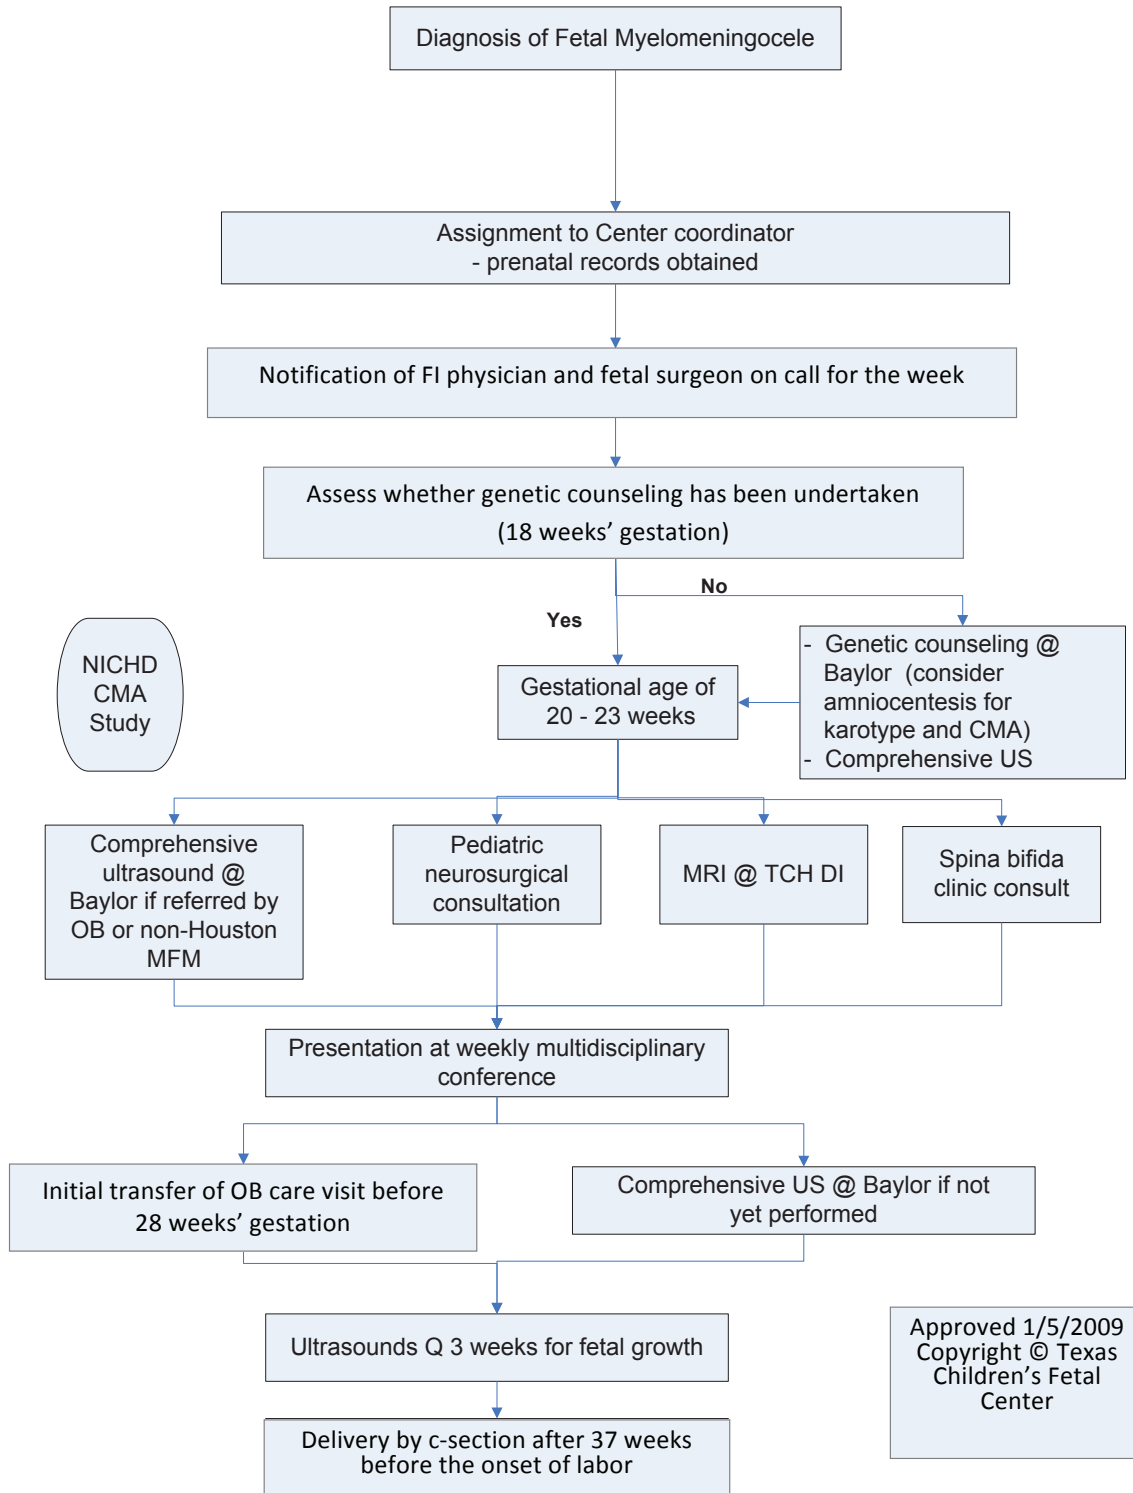 Diagnosis of Fetal Myelomeningocele
Assignment to Center coordinator
- prenatal records obtained
Notification of FI physician and fetal surgeon on call for the week
Assess whether genetic counseling has been undertaken
(18 weeks’ gestation)
No
Yes
NICHD
CMA
Study
Gestational age of
20 - 23 weeks
- Genetic counseling @
Baylor (consider
amniocentesis for
karotype and CMA)
- Comprehensive US
Comprehensive
ultrasound @
Baylor if referred by
OB or non-Houston
MFM
Pediatric
neurosurgical
consultation
MRI @ TCH DI
Spina bifida
clinic consult
Presentation at weekly multidisciplinary
conference
Initial transfer of OB care visit before
28 weeks’ gestation
Comprehensive US @ Baylor if not
yet performed
Ultrasounds Q 3 weeks for fetal growth
Approved 1/5/2009
Copyright © Texas
Children’s Fetal
Center
Delivery by c-section after 37 weeks
before the onset of labor